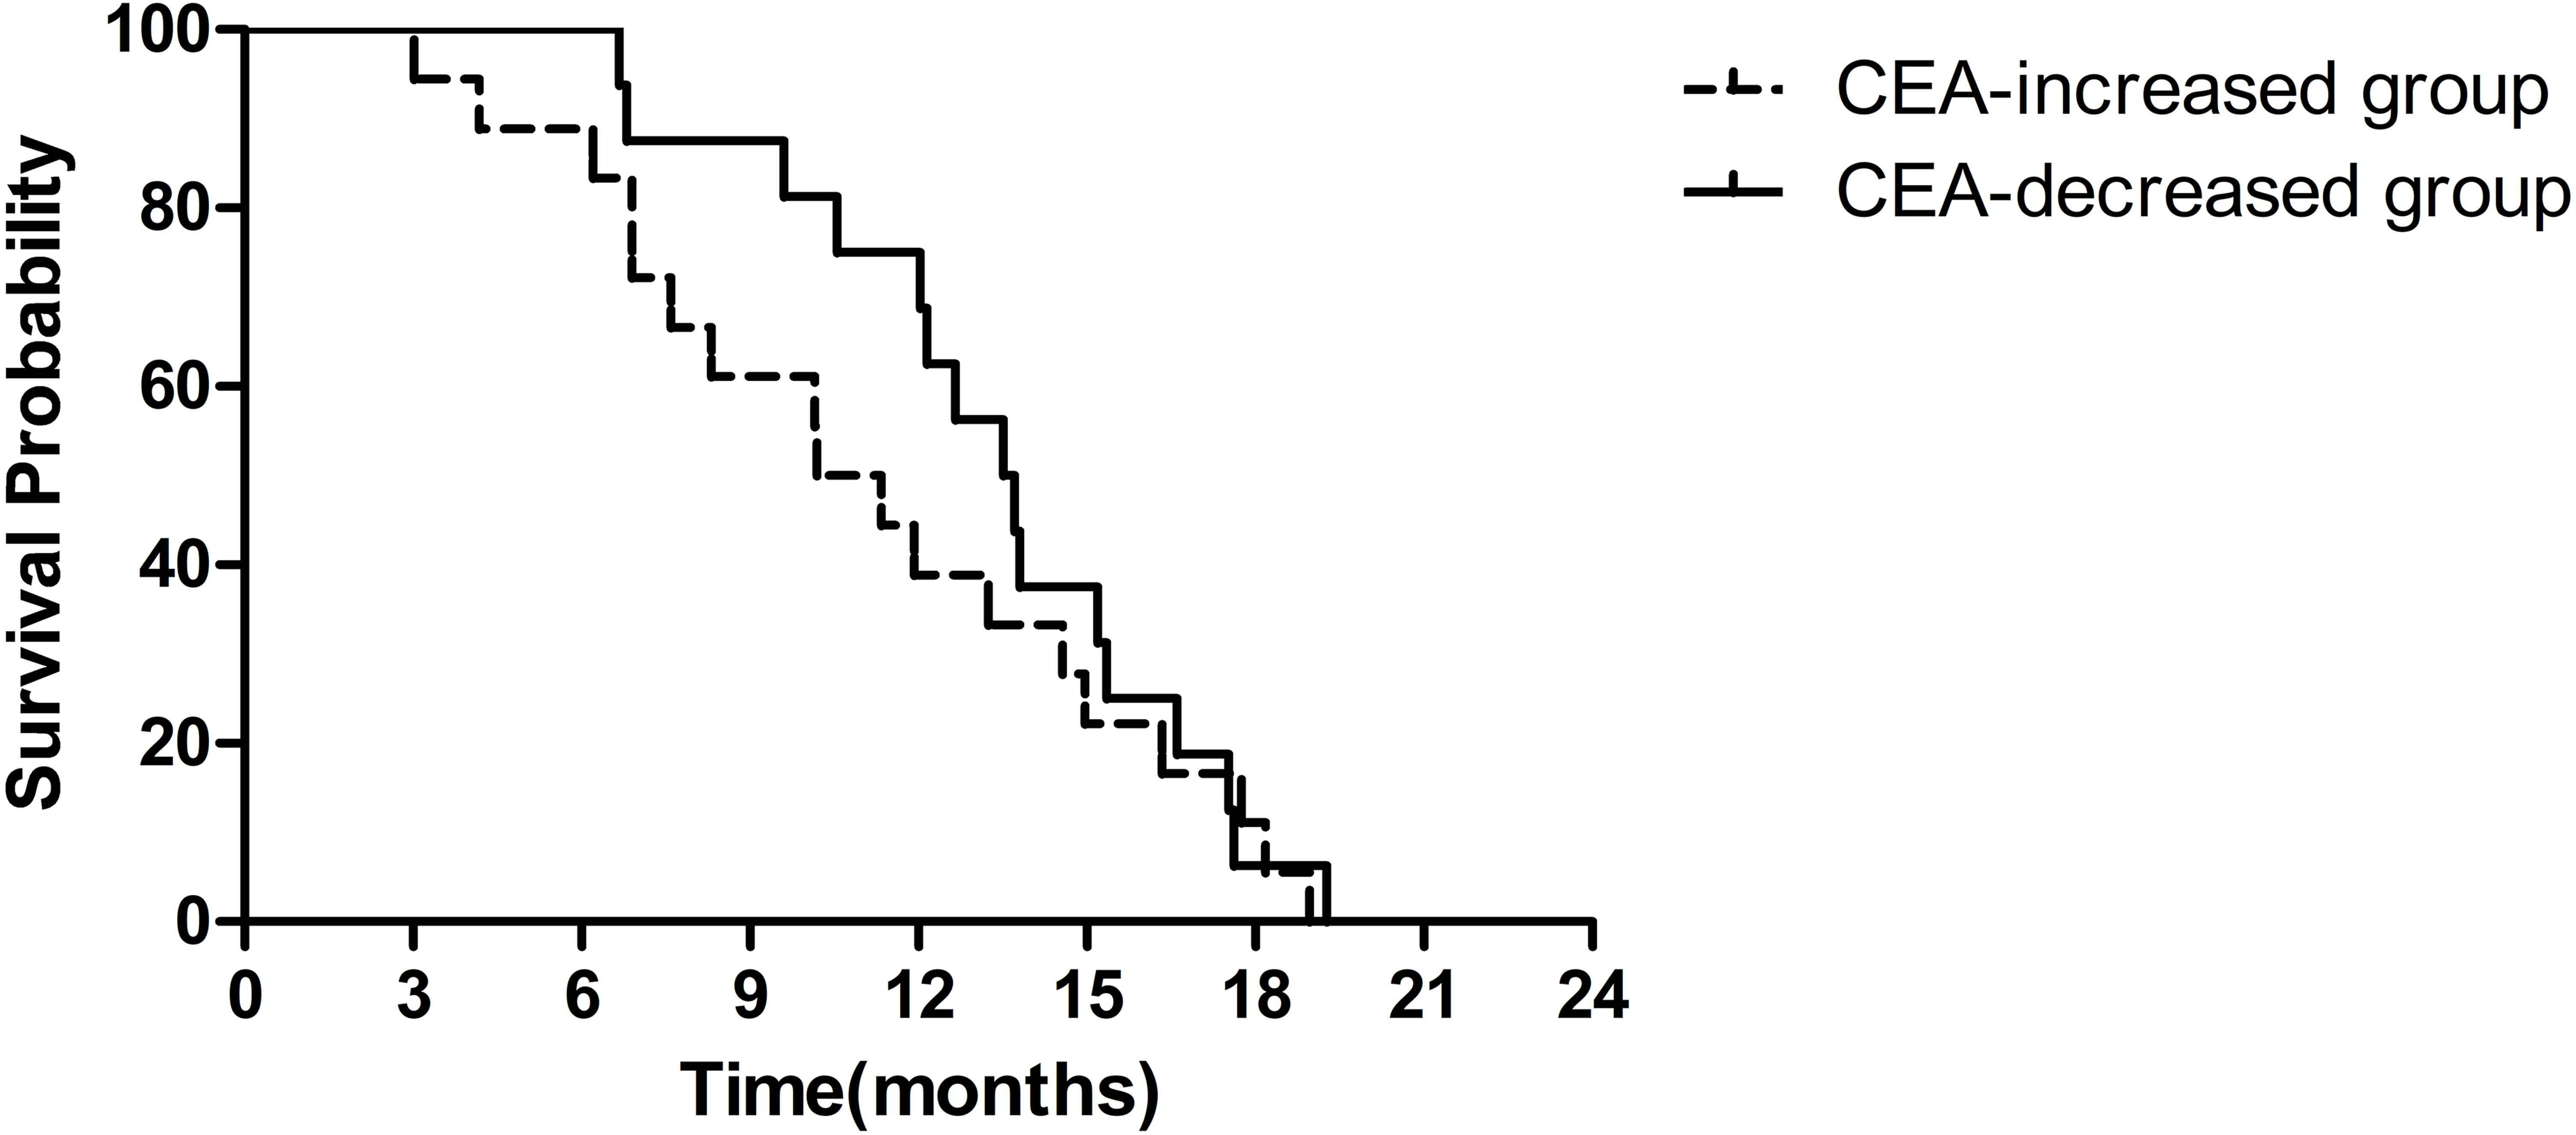 Survival Probability
100
80
60
40
20
0
0 3 6 9 12 15 18 21 24
Time(months)
CEA-increased group
CEA-decreased group